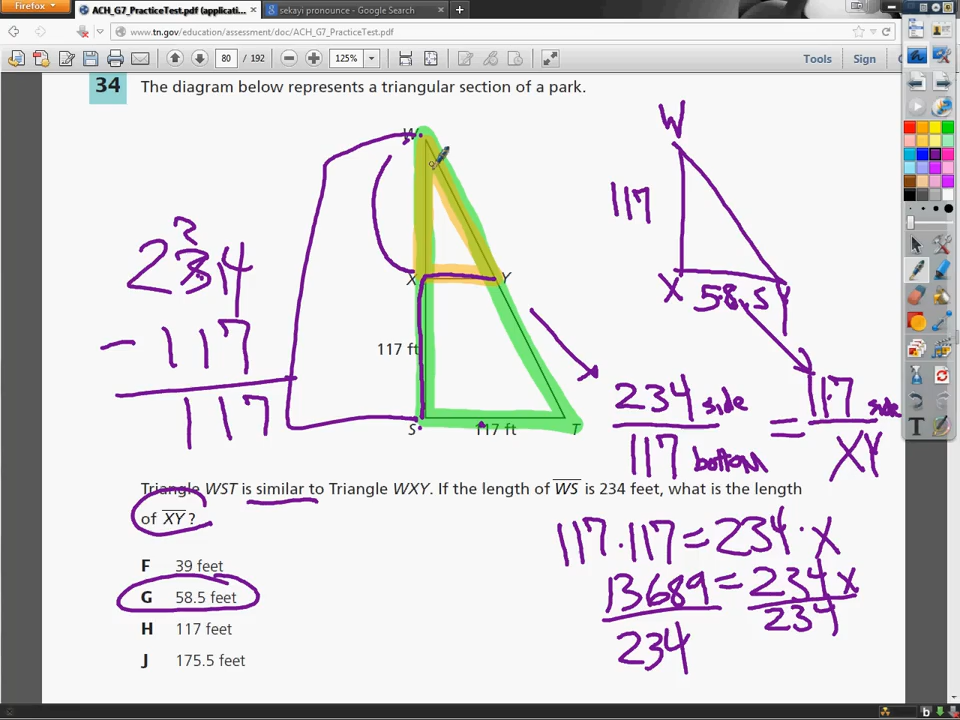 Firefox
ACH_G7_PracticeTest.pdf (applicati...
sekayi pronounce - Google Search
www.tn.gov/education/assessment/doc/ACH_G7_PracticeTest.pdf
80 / 192
125%
Tools
Sign
34 The diagram below represents a triangular section of a park.
W
X
Y
117 ft
S
117 ft
T
2
234
- 117
117
W
117
X 58.5 Y
234 side = 117 side
117 bottom XY
Triangle WST is similar to Triangle WXY. If the length of WS is 234 feet, what is the length
of XY?
117 · 117 = 234 · X
13689 = 234x
234 234
F 39 feet
G 58.5 feet
H 117 feet
J 175.5 feet